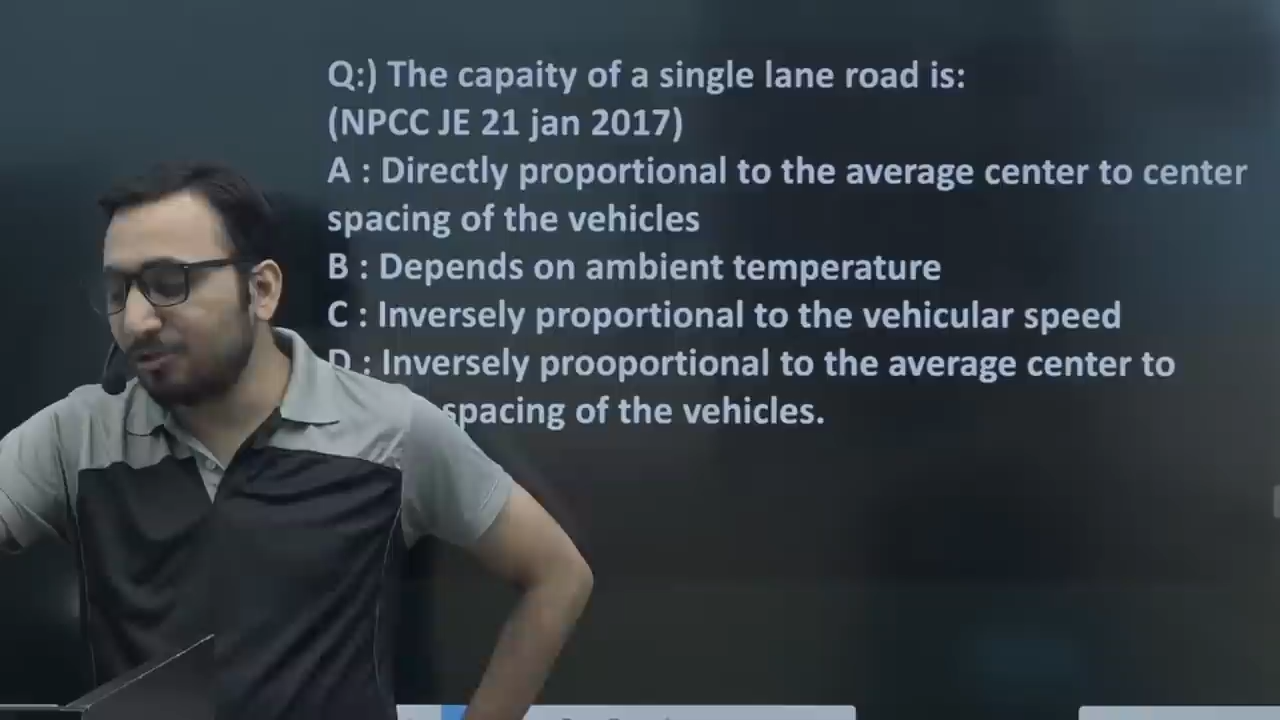 Q:) The capaity of a single lane road is:
(NPCC JE 21 jan 2017)
A : Directly proportional to the average center to center
spacing of the vehicles
B : Depends on ambient temperature
C : Inversely proportional to the vehicular speed
D : Inversely prooportional to the average center to
spacing of the vehicles.